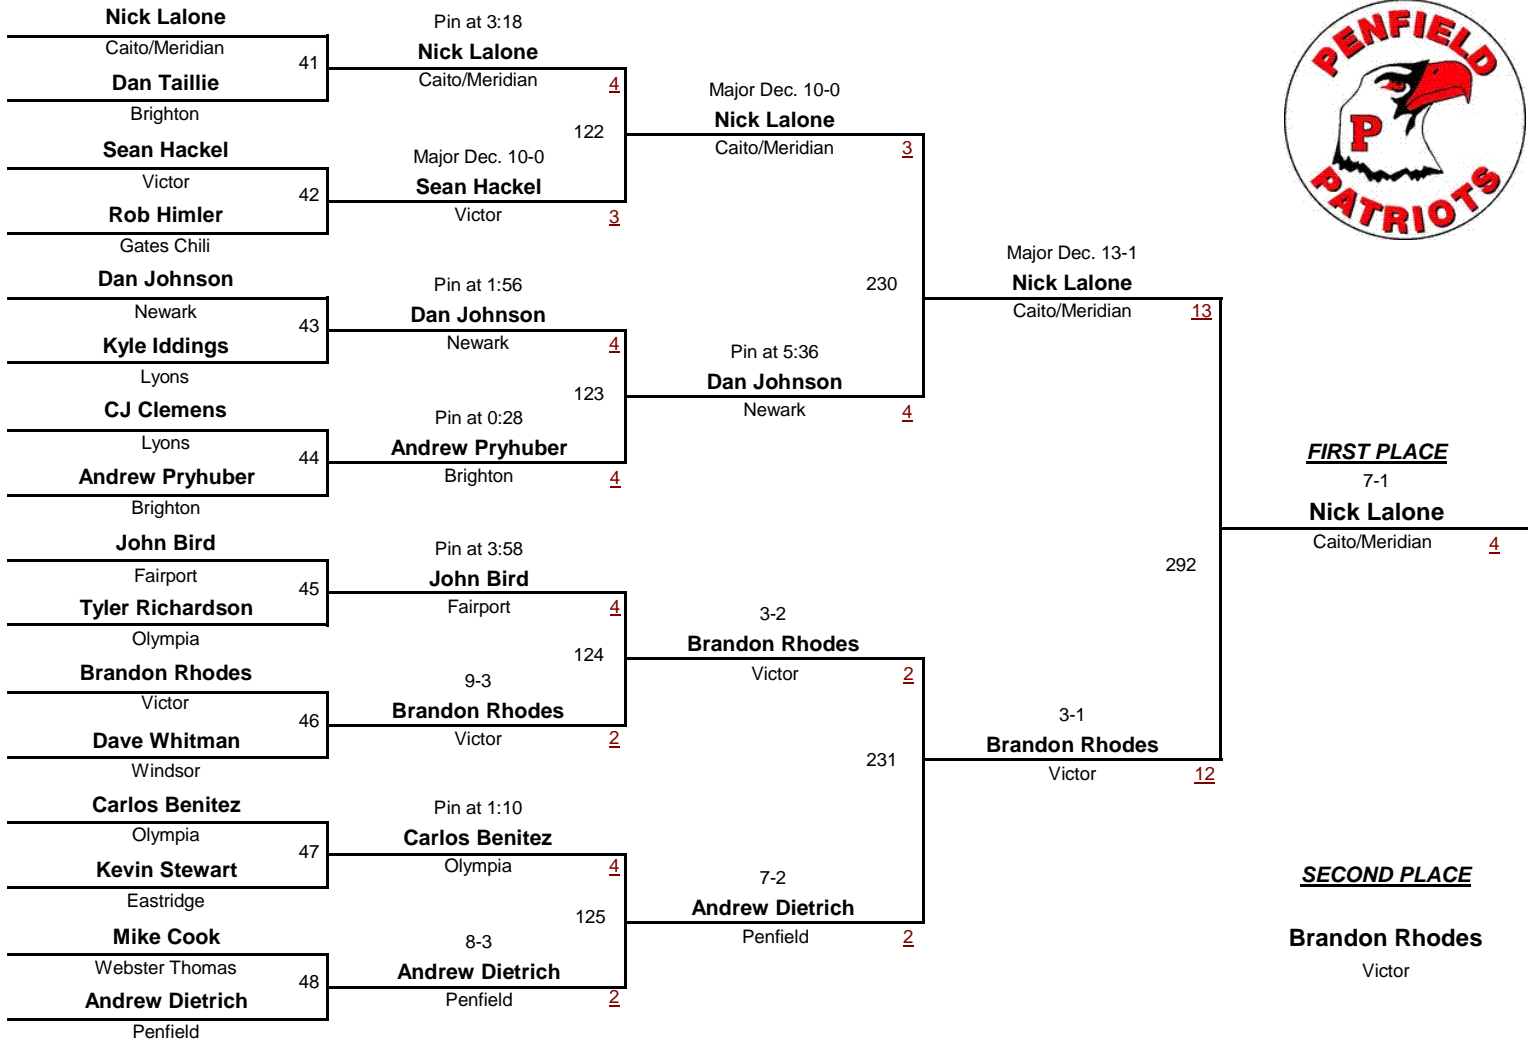 Nick Lalone
Caito/Meridian
41
Dan Taillie
Brighton
Sean Hackel
Victor
42
Rob Himler
Gates Chili
Dan Johnson
Newark
43
Kyle Iddings
Lyons
CJ Clemens
Lyons
44
Andrew Pryhuber
Brighton
John Bird
Fairport
45
Tyler Richardson
Olympia
Brandon Rhodes
Victor
46
Dave Whitman
Windsor
Carlos Benitez
Olympia
47
Kevin Stewart
Eastridge
Mike Cook
Webster Thomas
48
Andrew Dietrich
Penfield
Pin at 3:18
Nick Lalone
Caito/Meridian
4
122
Major Dec. 10-0
Sean Hackel
Victor
3
Pin at 1:56
Dan Johnson
Newark
4
123
Pin at 0:28
Andrew Pryhuber
Brighton
4
Pin at 3:58
John Bird
Fairport
4
124
9-3
Brandon Rhodes
Victor
2
Pin at 1:10
Carlos Benitez
Olympia
4
125
8-3
Andrew Dietrich
Penfield
2
Major Dec. 10-0
Nick Lalone
Caito/Meridian
3
230
Pin at 5:36
Dan Johnson
Newark
4
3-2
Brandon Rhodes
Victor
2
231
7-2
Andrew Dietrich
Penfield
2
Major Dec. 13-1
Nick Lalone
Caito/Meridian
13
292
3-1
Brandon Rhodes
Victor
12
PENFIELD
P
PATRIOTS
FIRST PLACE
7-1
Nick Lalone
Caito/Meridian
4
SECOND PLACE
Brandon Rhodes
Victor